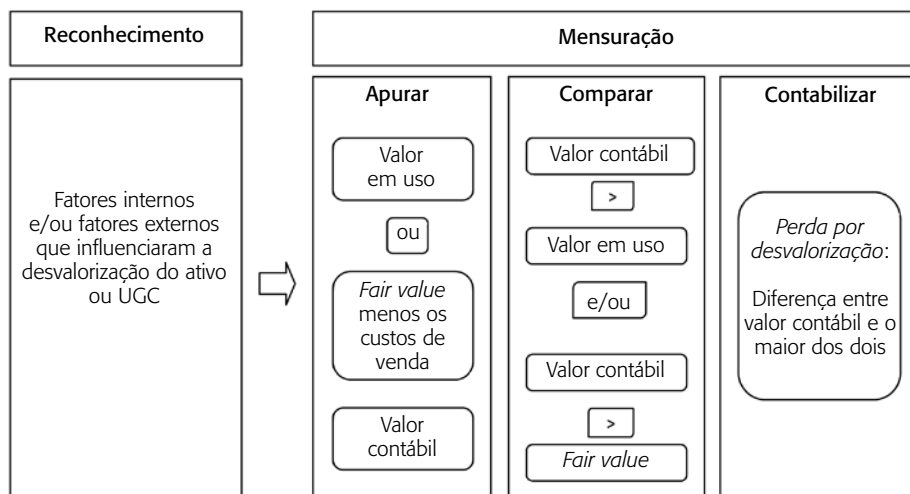 Reconhecimento
Mensuração
Fatores internos
e/ou fatores externos
que influenciaram a
desvalorização do ativo
ou UGC
Apurar
Valor
em uso
ou
Fair value
menos os
custos de
venda
Valor
contábil
Comparar
Valor contábil
>
Valor em uso
e/ou
Valor contábil
>
Fair value
Contabilizar
Perda por
desvalorização:
Diferença entre
valor contábil e o
maior dos dois